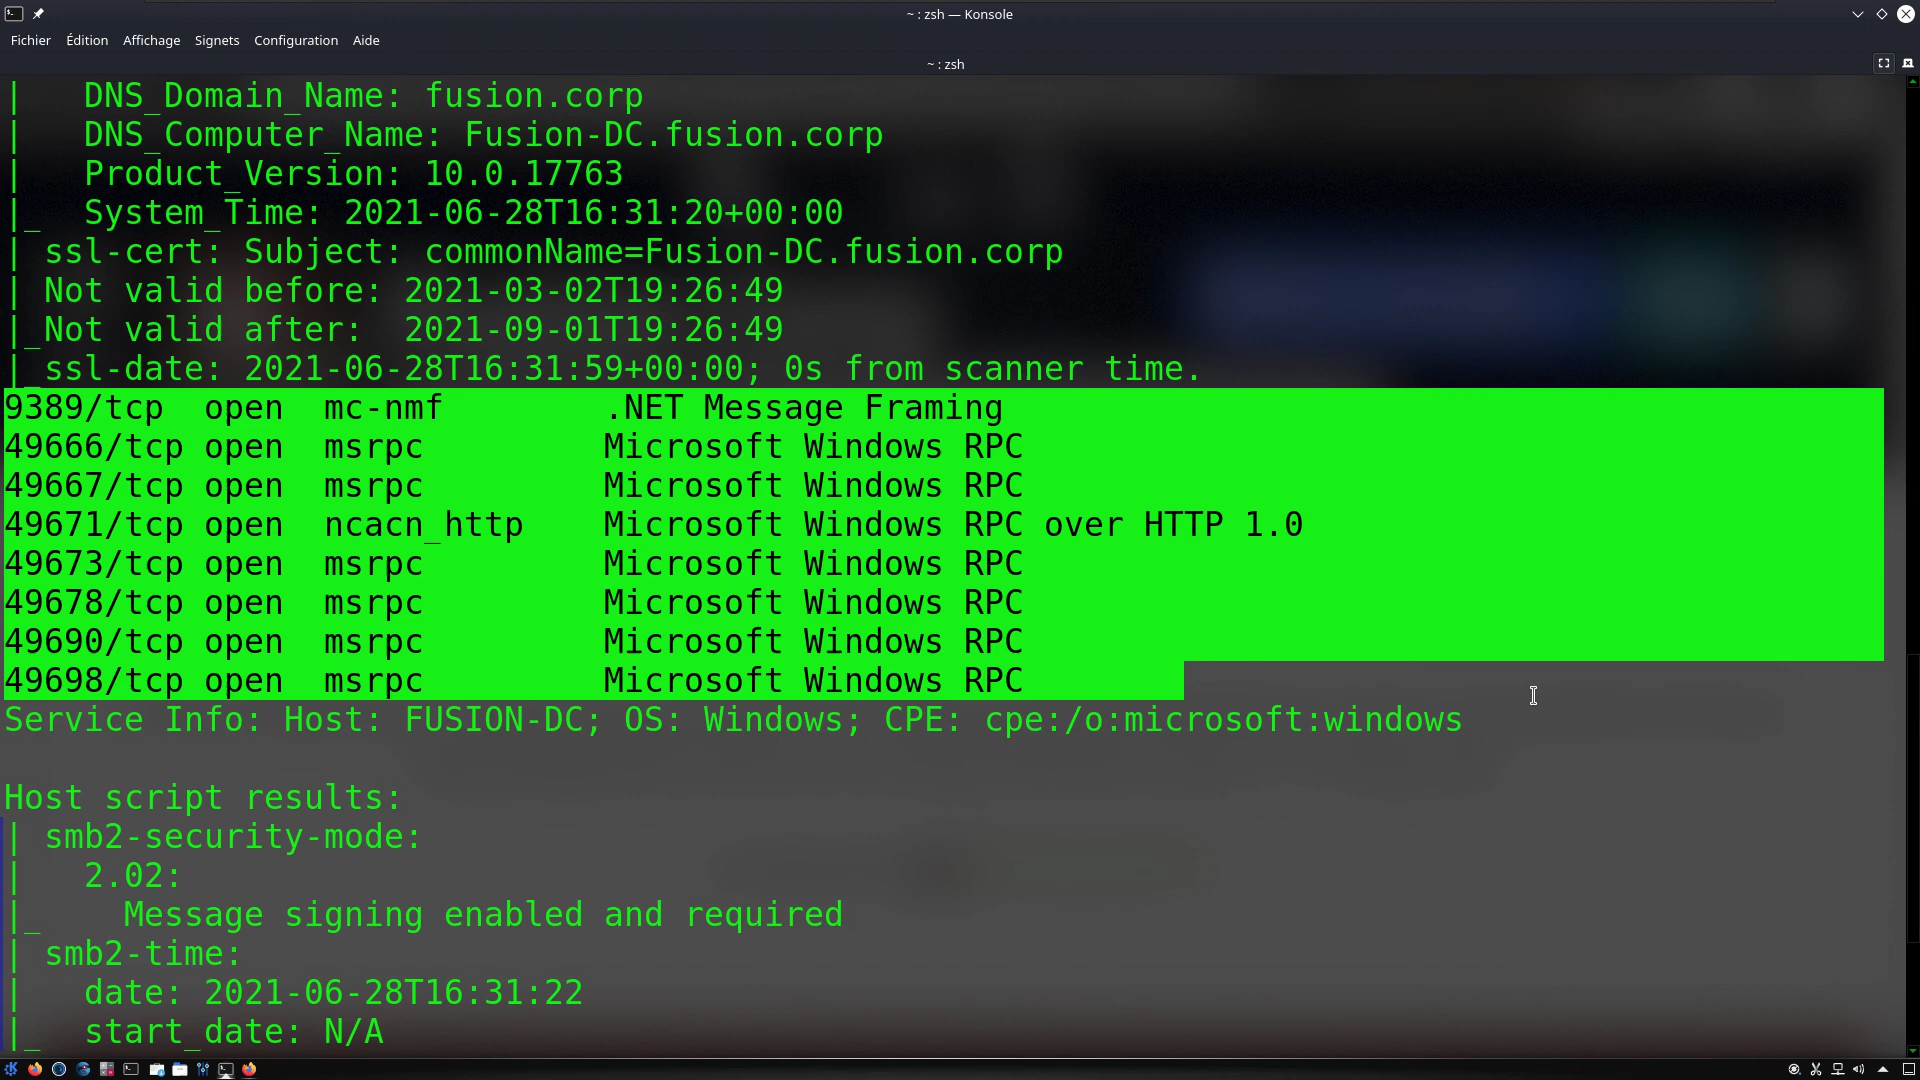 ~ : zsh — Konsole
Fichier Édition Affichage Signets Configuration Aide
~ : zsh
|    DNS_Domain_Name: fusion.corp
|    DNS_Computer_Name: Fusion-DC.fusion.corp
|    Product_Version: 10.0.17763
|_   System_Time: 2021-06-28T16:31:20+00:00
| ssl-cert: Subject: commonName=Fusion-DC.fusion.corp
| Not valid before: 2021-03-02T19:26:49
|_Not valid after:  2021-09-01T19:26:49
|_ssl-date: 2021-06-28T16:31:59+00:00; 0s from scanner time.
9389/tcp  open  mc-nmf        .NET Message Framing
49666/tcp open  msrpc         Microsoft Windows RPC
49667/tcp open  msrpc         Microsoft Windows RPC
49671/tcp open  ncacn_http    Microsoft Windows RPC over HTTP 1.0
49673/tcp open  msrpc         Microsoft Windows RPC
49678/tcp open  msrpc         Microsoft Windows RPC
49690/tcp open  msrpc         Microsoft Windows RPC
49698/tcp open  msrpc         Microsoft Windows RPC
Service Info: Host: FUSION-DC; OS: Windows; CPE: cpe:/o:microsoft:windows
Host script results:
| smb2-security-mode:
|   2.02:
|_    Message signing enabled and required
| smb2-time:
|   date: 2021-06-28T16:31:22
|_  start_date: N/A